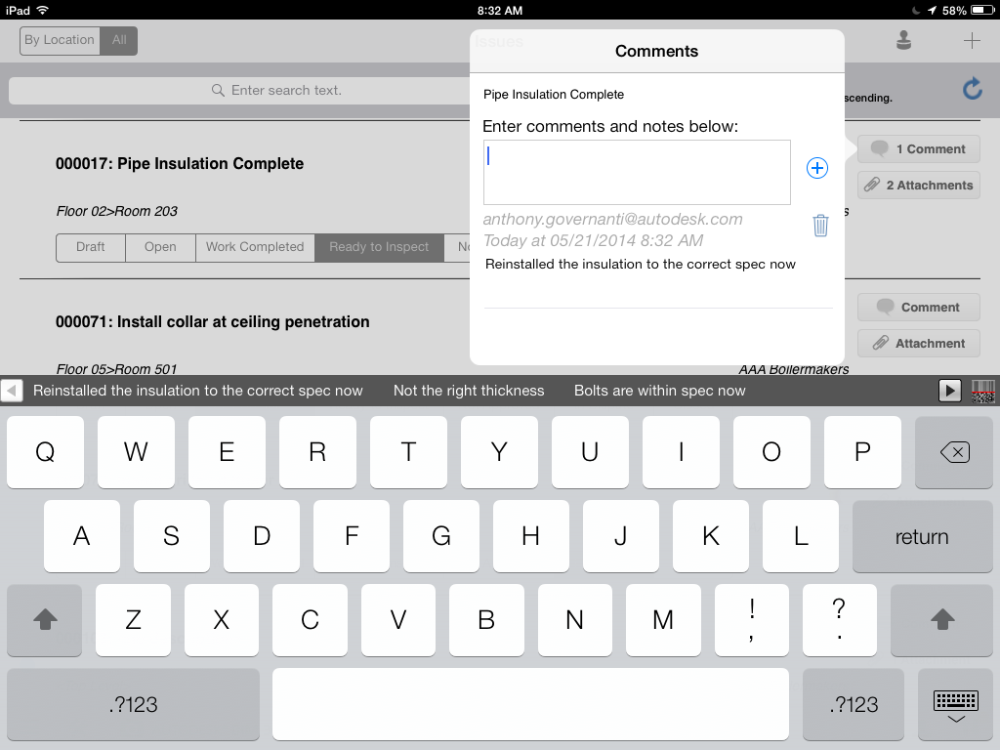 iPad 8:32 AM 58%
By Location All Issues
Enter search text.
scending.
Comments
Pipe Insulation Complete
Enter comments and notes below:
anthony.governanti@autodesk.com
Today at 05/21/2014 8:32 AM
Reinstalled the insulation to the correct spec now
000017: Pipe Insulation Complete
1 Comment
2 Attachments
Floor 02>Room 203 s
Draft Open Work Completed Ready to Inspect
000071: Install collar at ceiling penetration
Comment
Attachment
Floor 05>Room 501 AAA Boilermakers
Reinstalled the insulation to the correct spec now Not the right thickness Bolts are within spec now
Q W E R T Y U I O P
A S D F G H J K L return
Z X C V B N M ! , ? .
.?123 .?123